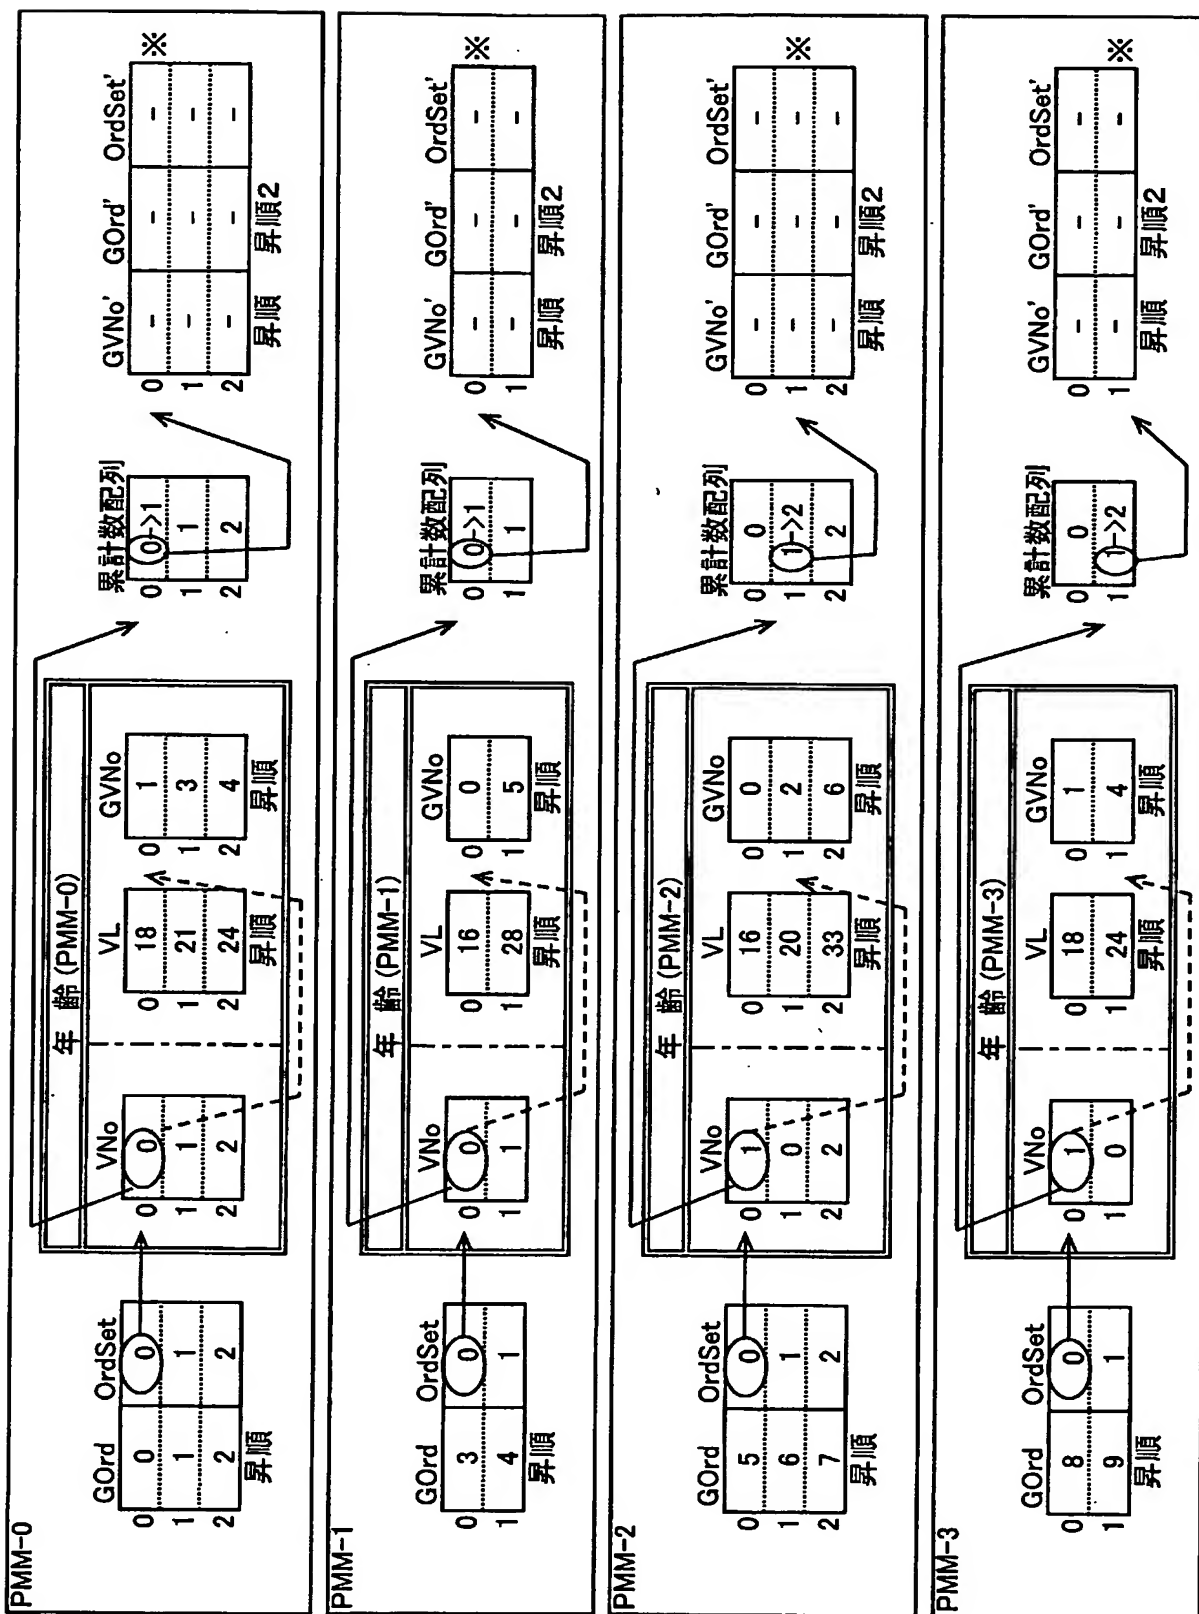 PMM-0
GOrd OrdSet
0 0 0
1 1 1
2 2 2
昇順
年 齢 (PMM-0)
VNo VL GVNo
0 0 0 18 0 1
1 1 1 21 1 3
2 2 2 24 2 4
昇順 昇順
累計数配列
0 0->1
1 1
2 2
GVNo' GOrd' OrdSet'
0 - - - ※
1 - - -
2 - - -
昇順 昇順2
PMM-1
GOrd OrdSet
0 3 0
1 4 1
昇順
年 齢 (PMM-1)
VNo VL GVNo
0 0 0 16 0 0
1 1 1 28 1 5
昇順 昇順
累計数配列
0 0->1
1 1
GVNo' GOrd' OrdSet'
0 - - - ※
1 - - -
昇順 昇順2
PMM-2
GOrd OrdSet
0 5 0
1 6 1
2 7 2
昇順
年 齢 (PMM-2)
VNo VL GVNo
0 1 0 16 0 0
1 0 1 20 1 2
2 2 2 33 2 6
昇順 昇順
累計数配列
0 0
1 1->2
2 2
GVNo' GOrd' OrdSet'
0 - - -
1 - - - ※
2 - - -
昇順 昇順2
PMM-3
GOrd OrdSet
0 8 0
1 9 1
昇順
年 齢 (PMM-3)
VNo VL GVNo
0 1 0 18 0 1
1 0 1 24 1 4
昇順 昇順
累計数配列
0 0
1 1->2
GVNo' GOrd' OrdSet'
0 - - -
1 - - - ※
昇順 昇順2